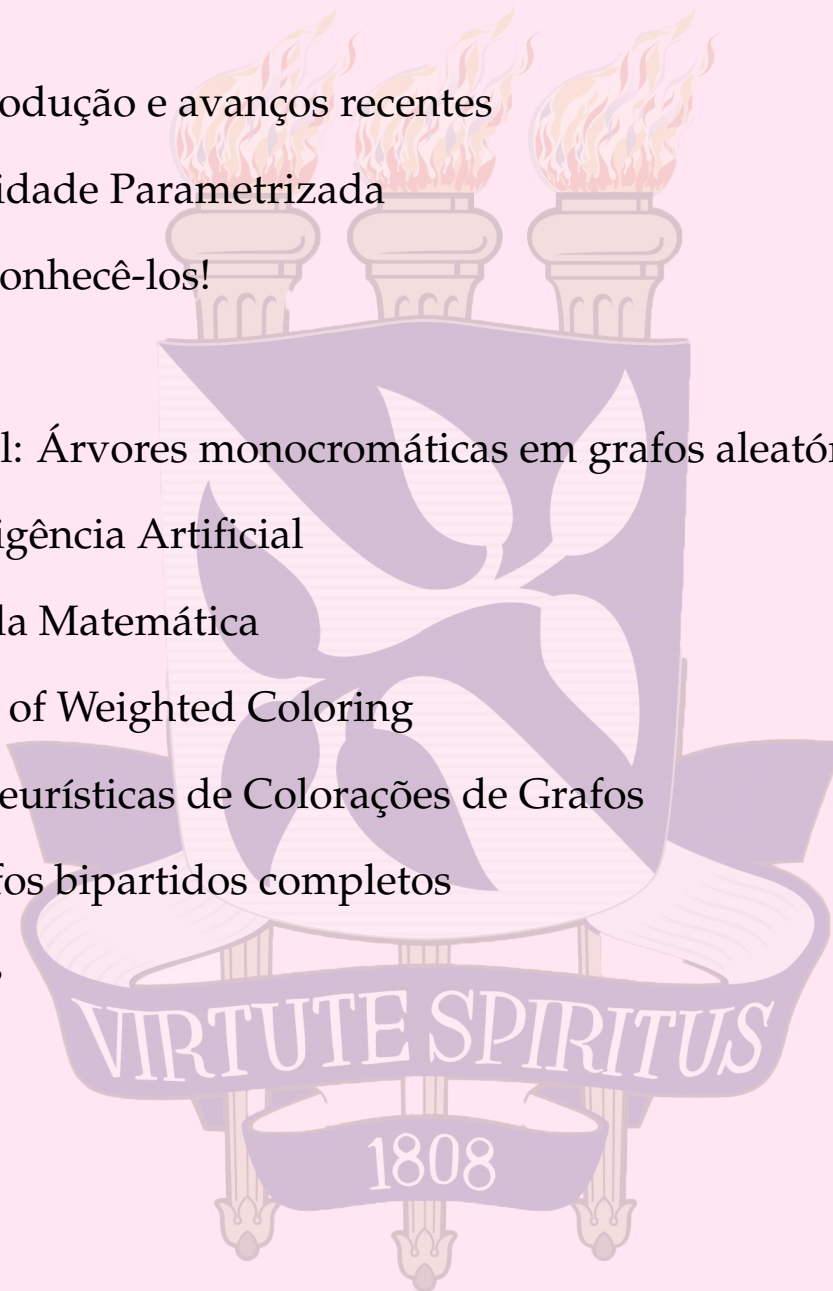 odução e avanços recentes
idade Parametrizada
onhecê-los!
l: Árvores monocromáticas em grafos aleatór
igência Artificial
la Matemática
of Weighted Coloring
eurísticas de Colorações de Grafos
fos bipartidos completos
VIRTUTE SPIRITUS
1808